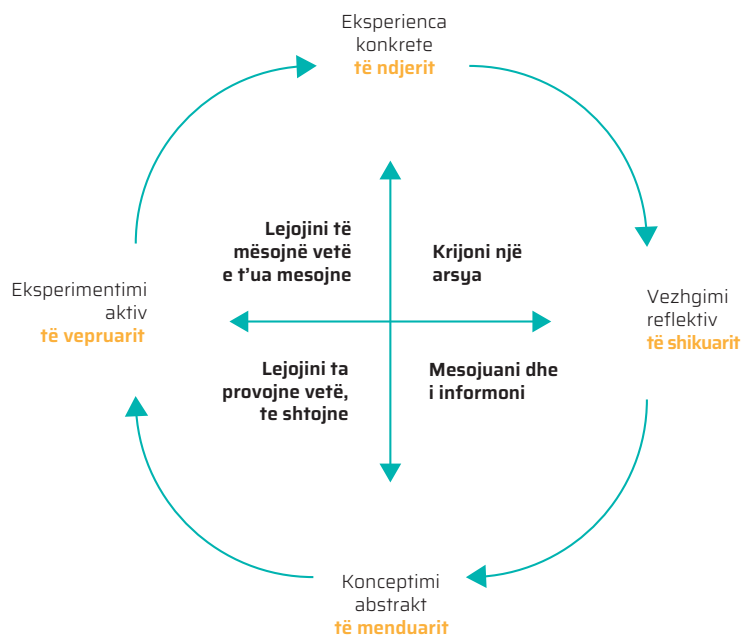 Eksperienca
konkrete
të ndjerit
Lejojini të
mësojnë vetë
e t'ua mesojne
Krijoni një
arsya
Eksperimentimi
aktiv
të vepruarit
Vezhgimi
reflektiv
të shikuarit
Lejojini ta
provojne vetë,
te shtojne
Mesojuani dhe
i informoni
Konceptimi
abstrakt
të menduarit